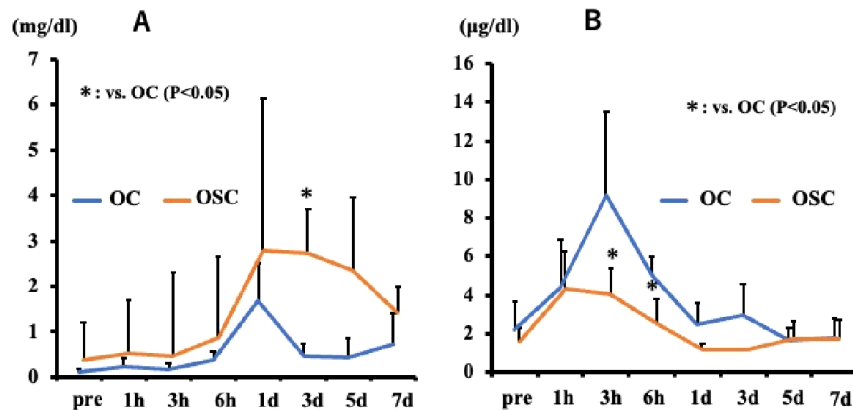 (mg/dl)
A
7
6
5
4
3
2
1
0
*: vs. OC (P<0.05)
OC
OSC
*
pre 1h 3h 6h 1d 3d 5d 7d
(μg/dl)
B
16
14
12
10
8
6
4
2
0
*: vs. OC (P<0.05)
OC
OSC
*
*
pre 1h 3h 6h 1d 3d 5d 7d